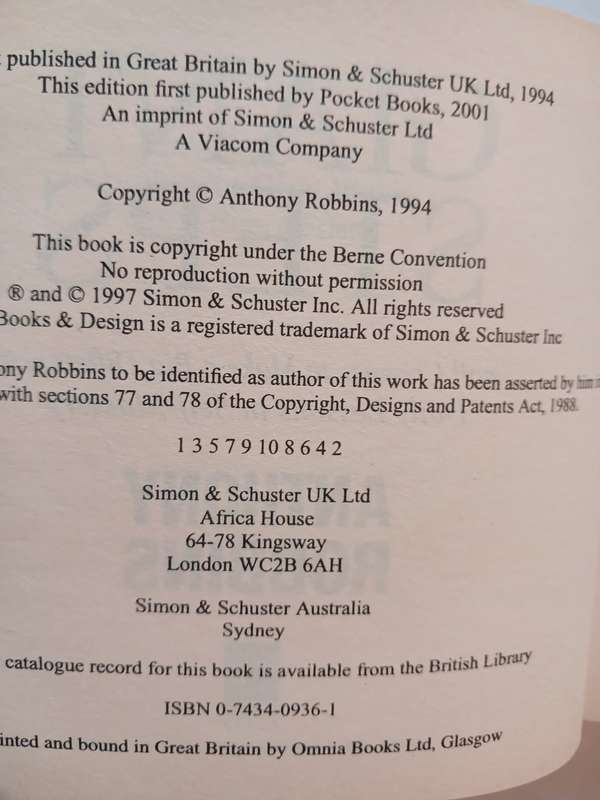 published in Great Britain by Simon & Schuster UK Ltd, 1994
This edition first published by Pocket Books, 2001
An imprint of Simon & Schuster Ltd
A Viacom Company
Copyright © Anthony Robbins, 1994
This book is copyright under the Berne Convention
No reproduction without permission
® and © 1997 Simon & Schuster Inc. All rights reserved
Books & Design is a registered trademark of Simon & Schuster Inc
ony Robbins to be identified as author of this work has been asserted by him
with sections 77 and 78 of the Copyright, Designs and Patents Act, 1988.
1 3 5 7 9 10 8 6 4 2
Simon & Schuster UK Ltd
Africa House
64-78 Kingsway
London WC2B 6AH
Simon & Schuster Australia
Sydney
catalogue record for this book is available from the British Library
ISBN 0-7434-0936-1
inted and bound in Great Britain by Omnia Books Ltd, Glasgow